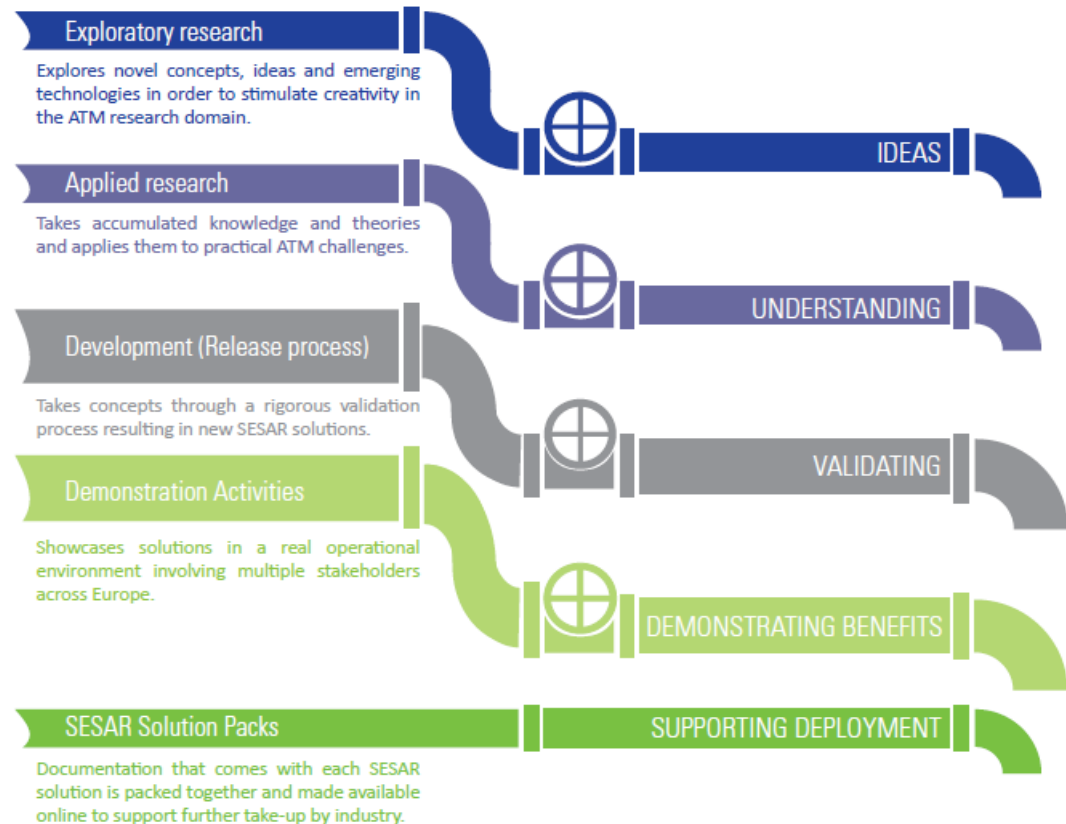 Exploratory research
Explores novel concepts, ideas and emerging
technologies in order to stimulate creativity in
the ATM research domain.
IDEAS
Applied research
Takes accumulated knowledge and theories
and applies them to practical ATM challenges.
UNDERSTANDING
Development (Release process)
Takes concepts through a rigorous validation
process resulting in new SESAR solutions.
VALIDATING
Demonstration Activities
Showcases solutions in a real operational
environment involving multiple stakeholders
across Europe.
DEMONSTRATING BENEFITS
SESAR Solution Packs
SUPPORTING DEPLOYMENT
Documentation that comes with each SESAR
solution is packed together and made available
online to support further take-up by industry.